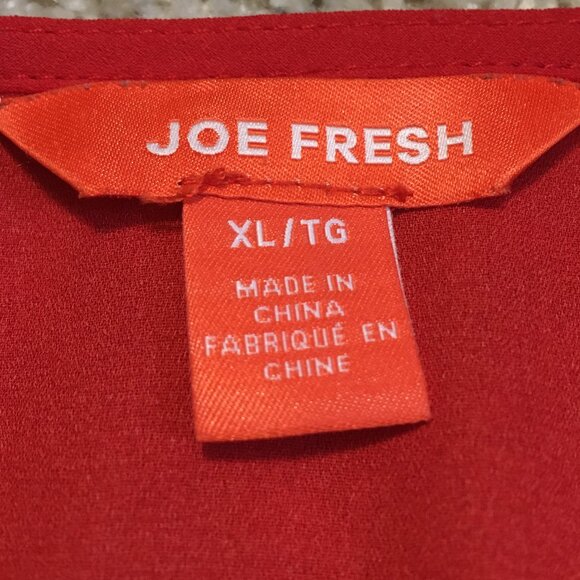 JOE FRESH
XL/TG
MADE IN
CHINA
FABRIQUÉ EN
CHINE